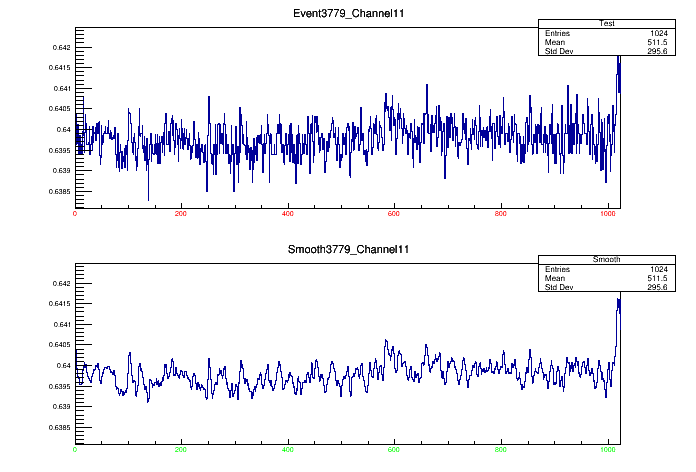 Event3779_Channel11
Test
Entries 1024
Mean 511.5
Std Dev 295.6
0.642
0.6415
0.641
0.6405
0.64
0.6395
0.639
0.6385
0 200 400 600 800 1000
Smooth3779_Channel11
Smooth
Entries 1024
Mean 511.5
Std Dev 295.6
0.642
0.6415
0.641
0.6405
0.64
0.6395
0.639
0.6385
0 200 400 600 800 1000